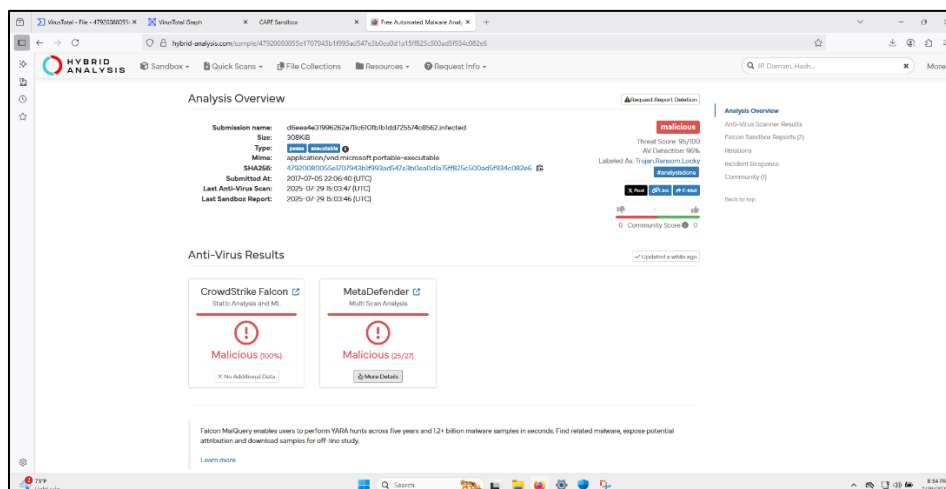 VirusTotal - File - 4792008005
VirusTotal Graph
CAPE Sandbox
Free Automated Malware Analy
hybrid-analysis.com/sample/47920080055e1707943b1f993ad547e3b0ea0d1a15ff825c500ad5f934c082e6
HYBRID
ANALYSIS
Sandbox
Quick Scans
File Collections
Resources
Request Info
IP, Domain, Hash...
More
Analysis Overview
Request Report Deletion
Submission name: d6eea4e31996262e78c610fb1b1dd725574c8562.infected
Size: 308KiB
Type: peexe executable
Mime: application/vnd.microsoft.portable-executable
SHA256: 47920080055e1707943b1f993ad547e3b0ea0d1a15ff825c500ad5f934c082e6
Submitted At: 2017-07-05 22:06:40 (UTC)
Last Anti-Virus Scan: 2025-07-29 15:03:47 (UTC)
Last Sandbox Report: 2025-07-29 15:03:46 (UTC)
malicious
Threat Score: 95/100
AV Detection: 96%
Labeled As: Trojan.Ransom.Locky
#analysisdone
X Post
Link
E-Mail
0 Community Score 0
Analysis Overview
Anti-Virus Scanner Results
Falcon Sandbox Reports (2)
Relations
Incident Response
Community (1)
Back to top
Anti-Virus Results
Updated a while ago
CrowdStrike Falcon
Static Analysis and ML
Malicious (100%)
No Additional Data
MetaDefender
Multi Scan Analysis
Malicious (25/27)
More Details
Falcon MalQuery enables users to perform YARA hunts across five years and 12+ billion malware samples in seconds. Find related malware, expose potential
attribution and download samples for off-line study.
Learn more
2
73°F
Search
8:34 PM